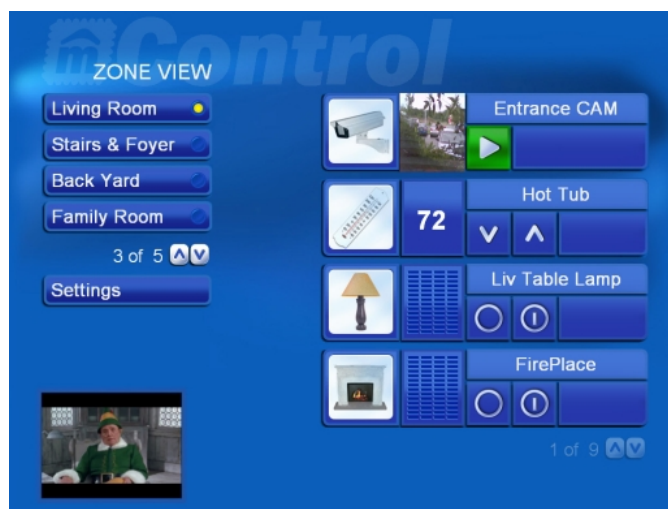 mControl
ZONE VIEW
Living Room
Stairs & Foyer
Back Yard
Family Room
3 of 5
Settings
Entrance CAM
Hot Tub
72
Liv Table Lamp
FirePlace
1 of 9